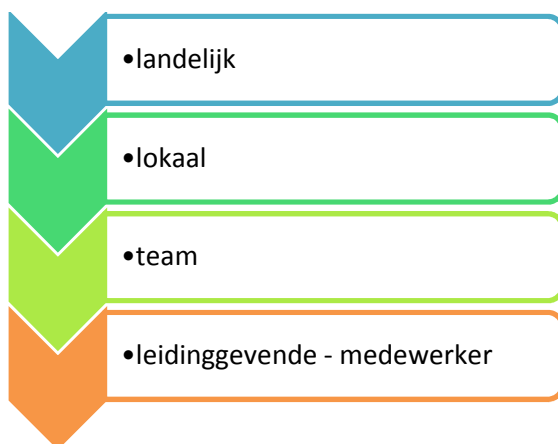 •landelijk
•lokaal
•team
•leidinggevende - medewerker